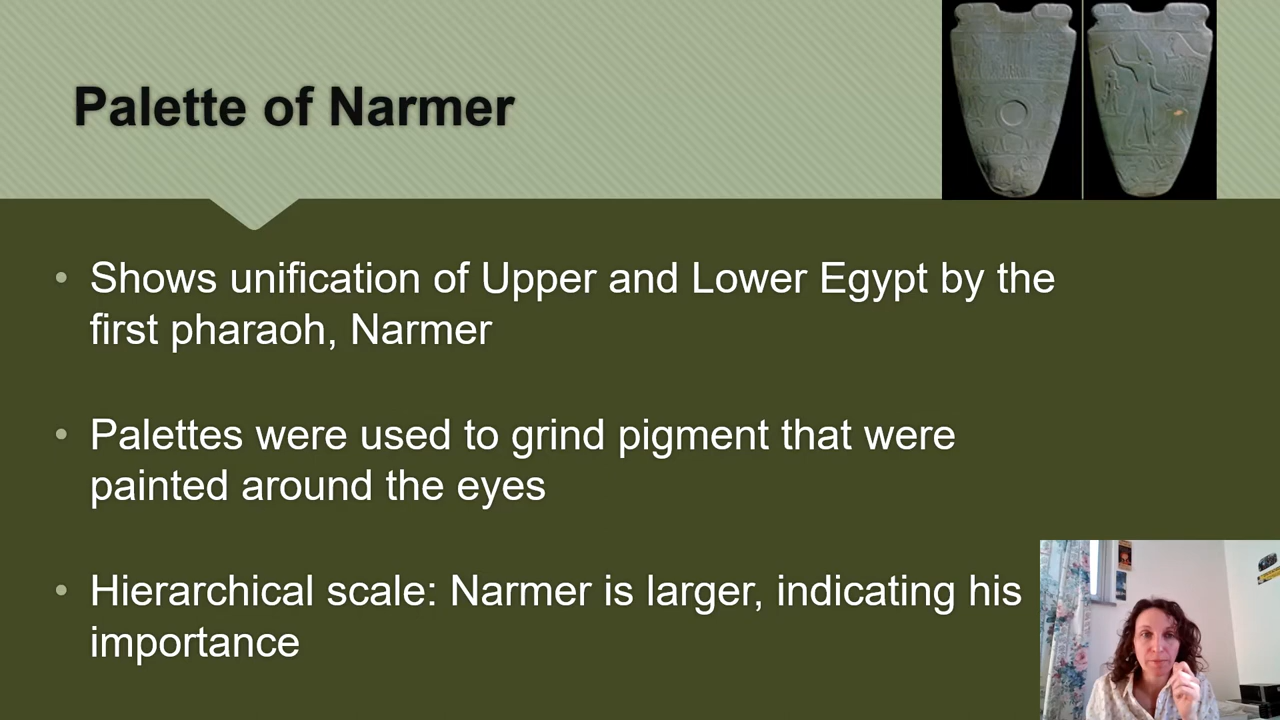 Palette of Narmer
• Shows unification of Upper and Lower Egypt by the
first pharaoh, Narmer
• Palettes were used to grind pigment that were
painted around the eyes
• Hierarchical scale: Narmer is larger, indicating his
importance